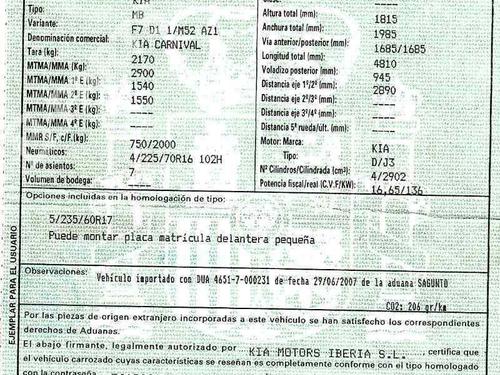 KIA
Tipo: MB
Variante: F7 D1 1/M52 AZ1
Denominación comercial: KIA CARNIVAL
Tara (kg) 2170
MTMA/MMA (Kg): 2900
MTMA/MMA 1º E (kg) 1540
MTMA/MMA 2º E (kg) 1550
MTMA/MMA 3º E (kg) ----
MTMA/MMA 4º E (kg) ----
MMR S/F, c/F.(kg): 750/2000
Neumáticos: 4/225/70R16 102H
Nº de asientos: 7
Volumen de bodega: ----
Altura total (mm): 1815
Anchura total (mm): 1985
Vía anterior/posterior (mm): 1685/1685
Longitud total (mm): 4810
Voladizo posterior (mm): 945
Distancia eje 1º/2º (mm): 2890
Distancia eje 2º/3º (mm): ----
Distancia eje 3º/4º (mm): ----
Distancia 5ª rueda/últ. (mm): ----
Motor: Marca: KIA
Tipo: D/J3
Nº Cilindros/Cilindrada (cm³) 4/2902
Potencia fiscal/real (C.V.F/KW) 16,65/136
Opciones incluidas en la homologación de tipo:
5/235/60R17
Puede montar placa matrícula delantera pequeña
Observaciones: Vehículo importado con DUA 4651-7-000231 de fecha 29/06/2007 de la aduana SAGUNTO
CO2: 206 gr/km
EJEMPLAR PARA EL USUARIO
Por las piezas de origen extranjero incorporadas a este vehículo se han satisfecho los correspondientes
derechos de Aduanas.
El abajo firmante, legalmente autorizado por KIA MOTORS IBERIA S.L., certifica que
el vehículo carrozado cuyas características se reseñan es completamente conforme con el tipo homologado
con la contraseña